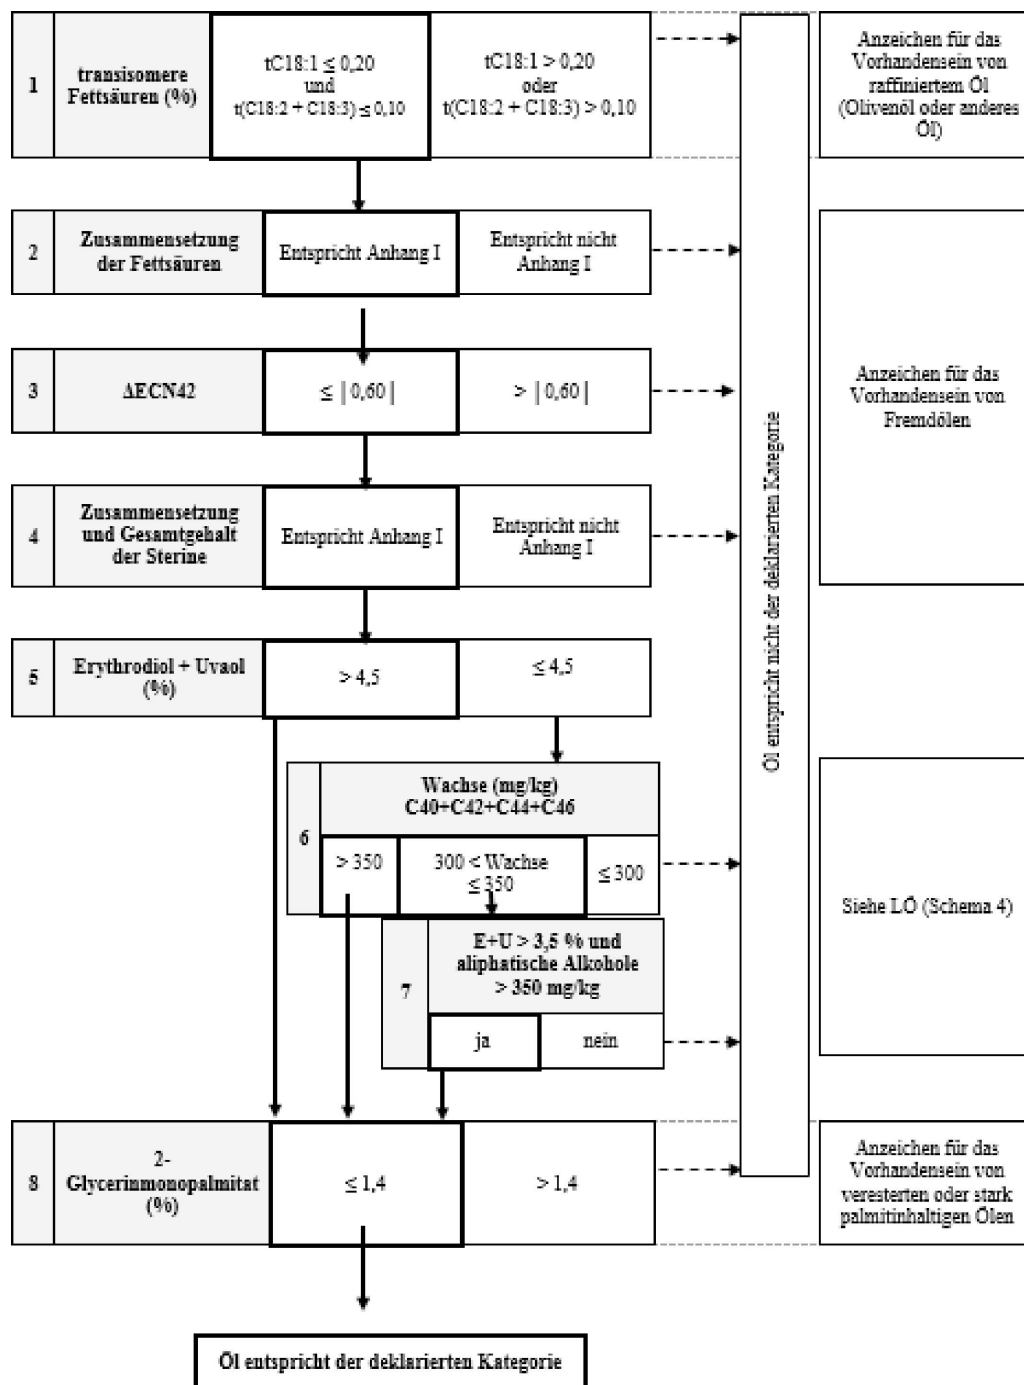 1
transisomere
Fettsäuren (%)
tC18:1 ≤ 0,20
und
t(C18:2 + C18:3) ≤ 0,10
tC18:1 > 0,20
oder
t(C18:2 + C18:3) > 0,10
Anzeichen für das
Vorhandensein von
raffiniertem Öl
(Olivenöl oder anderes
Öl)
2
Zusammensetzung
der Fettsäuren
Entspricht Anhang I
Entspricht nicht
Anhang I
3
ΔECN42
≤ | 0,60 |
> | 0,60 |
Anzeichen für das
Vorhandensein von
Fremdölen
4
Zusammensetzung
und Gesamtgehalt
der Sterine
Entspricht Anhang I
Entspricht nicht
Anhang I
Öl entspricht nicht der deklarierten Kategorie
5
Erythrodiol + Uvaol
(%)
> 4,5
≤ 4,5
6
Wachse (mg/kg)
C40+C42+C44+C46
> 350
300 < Wachse
≤ 350
≤ 300
Siehe LÖ (Schema 4)
7
E+U > 3,5 % und
aliphatische Alkohole
> 350 mg/kg
ja
nein
8
2-
Glycerinmonopalmitat
(%)
≤ 1,4
> 1,4
Anzeichen für das
Vorhandensein von
veresterten oder stark
palmitinhaltigen Ölen
Öl entspricht der deklarierten Kategorie